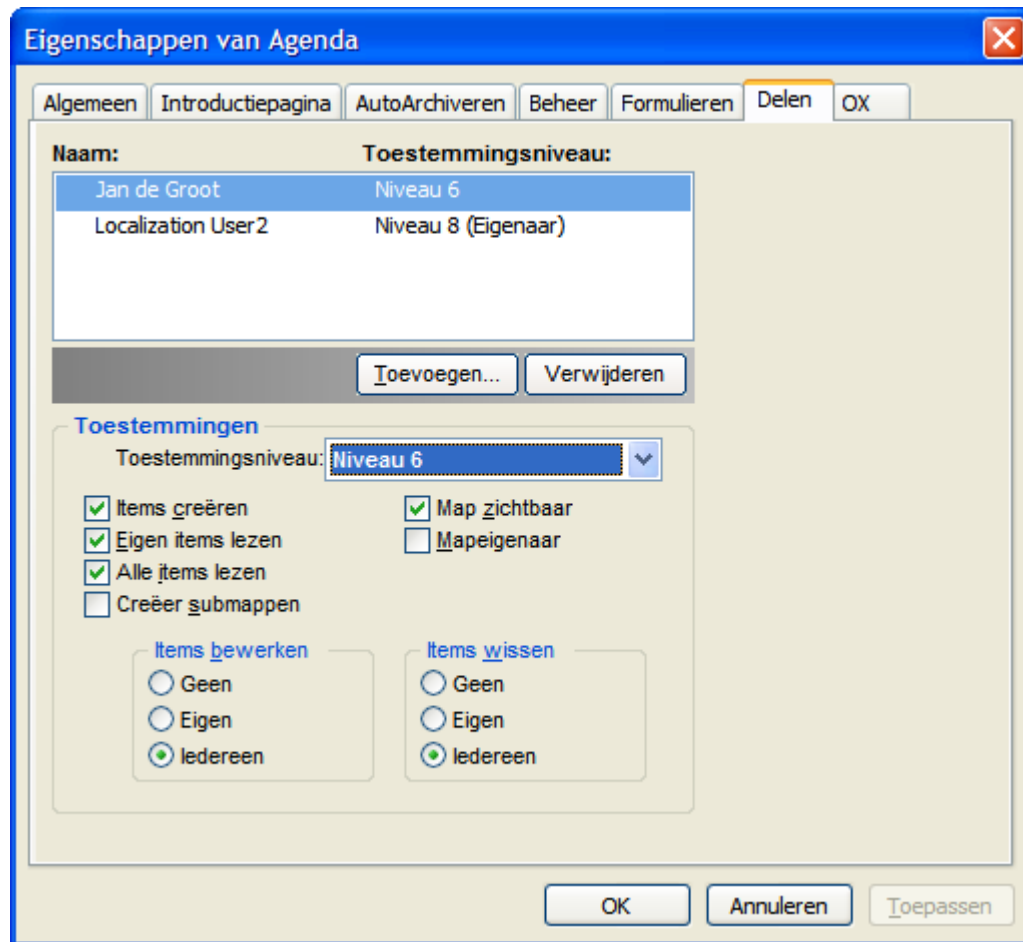 Eigenschappen van Agenda
Algemeen Introductiepagina AutoArchiveren Beheer Formulieren Delen OX
Naam: Toestemmingsniveau:
Jan de Groot Niveau 6
Localization User2 Niveau 8 (Eigenaar)
Toevoegen... Verwijderen
Toestemmingen
Toestemmingsniveau: Niveau 6
Items creëren Map zichtbaar
Eigen items lezen Mapeigenaar
Alle items lezen
Creëer submappen
Items bewerken Items wissen
Geen Geen
Eigen Eigen
Iedereen Iedereen
OK Annuleren Toepassen